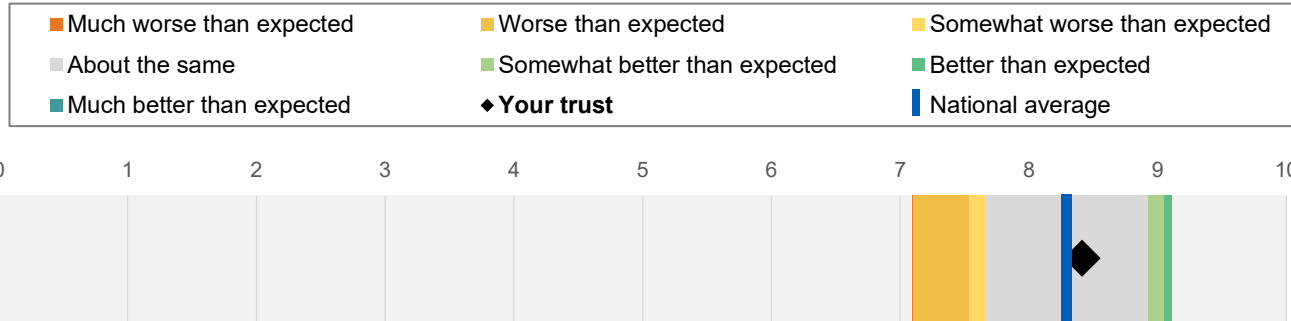 Much worse than expected Worse than expected Somewhat worse than expected
About the same Somewhat better than expected Better than expected
Much better than expected Your trust National average
0 1 2 3 4 5 6 7 8 9 10